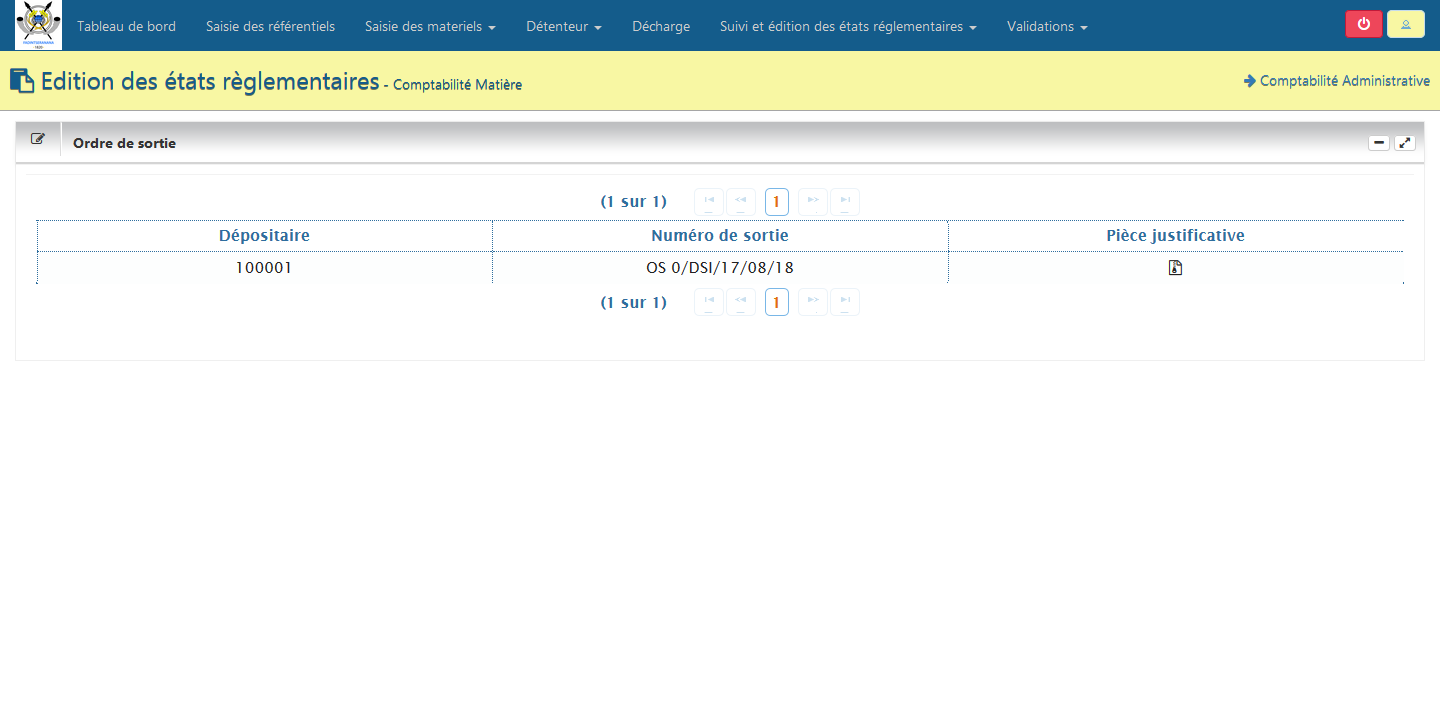 Tableau de bord Saisie des référentiels Saisie des materiels Détenteur Décharge Suivi et édition des états réglementaires Validations
Edition des états règlementaires - Comptabilité Matière Comptabilité Administrative
Ordre de sortie
(1 sur 1) 1
Dépositaire Numéro de sortie Pièce justificative
100001 OS 0/DSI/17/08/18
(1 sur 1) 1